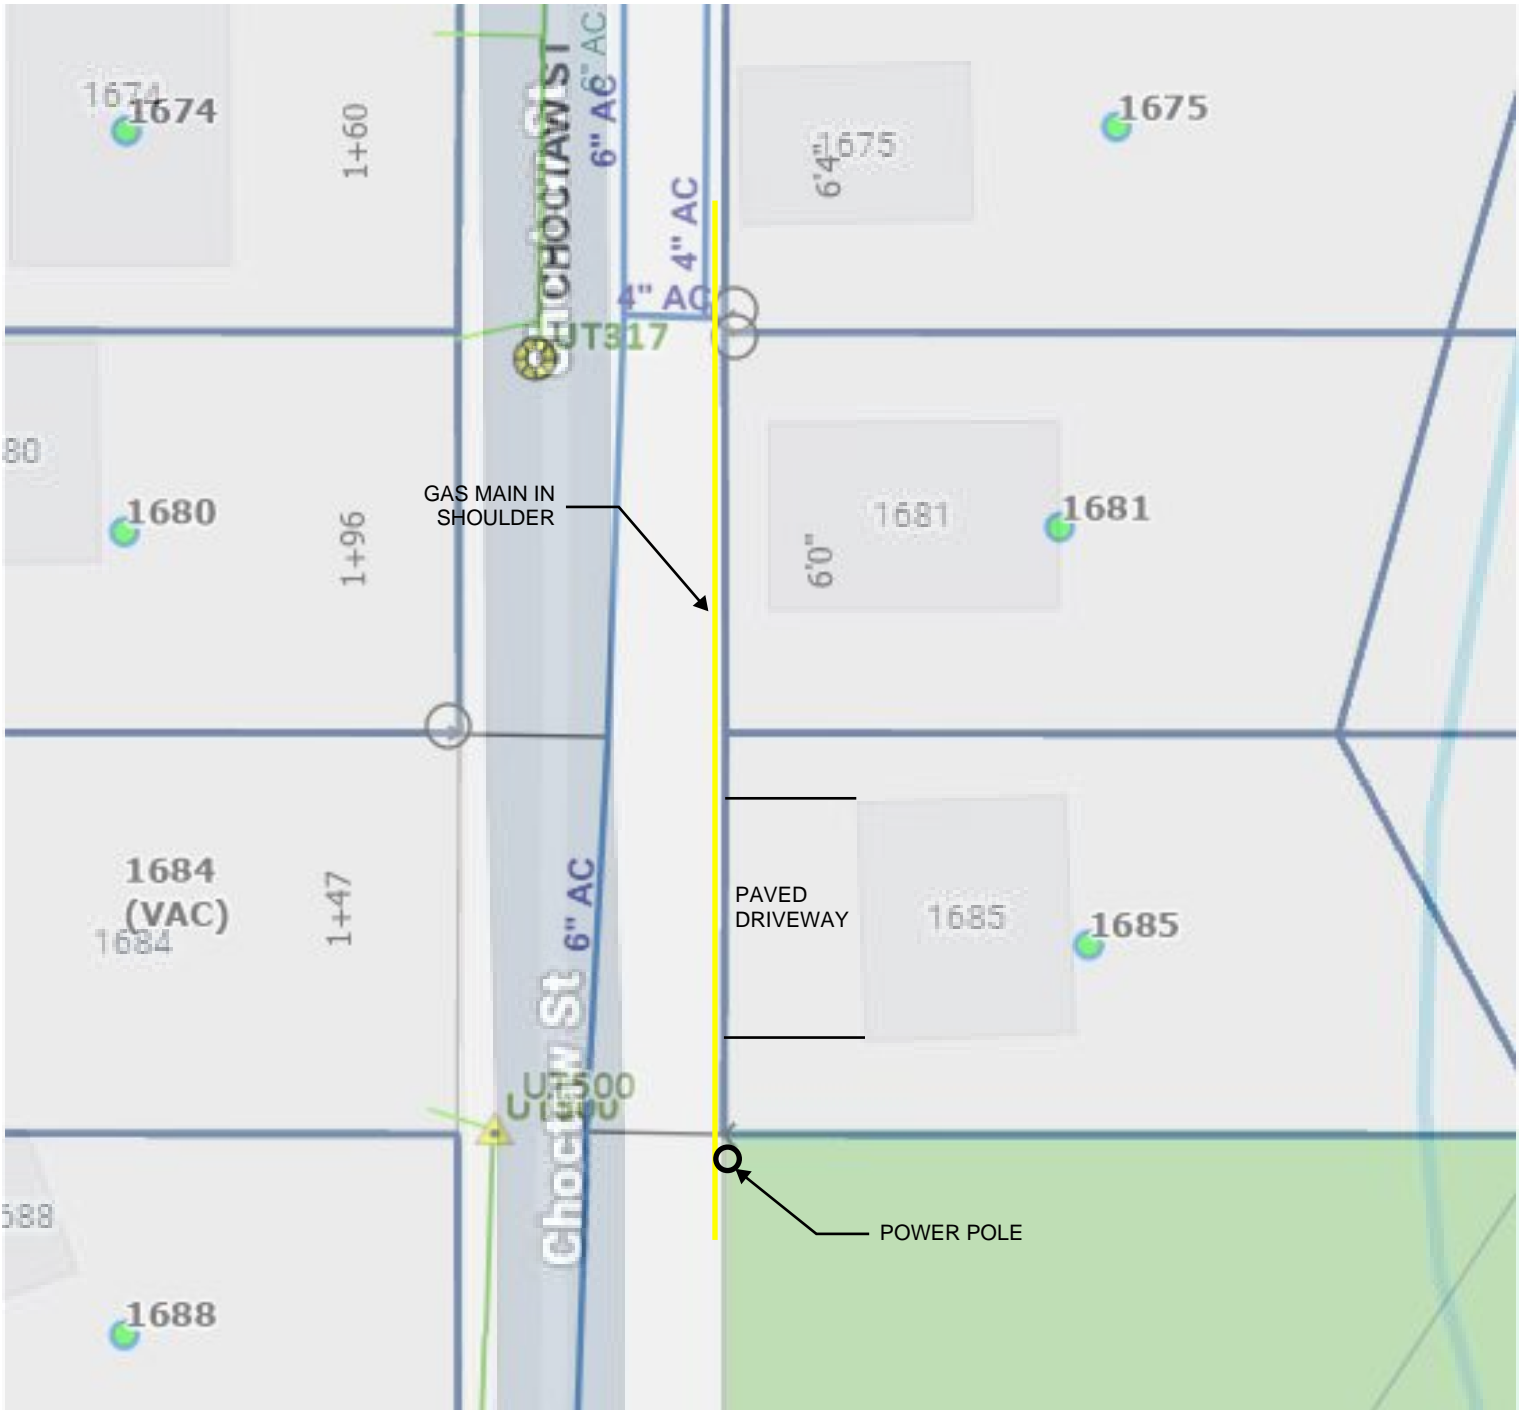 6" AC
1674
1674
CHOCTAW ST
6" AC
1+60
1675
1675
6'4"
4" AC
4" AC
UT317
80
1680
1+96
GAS MAIN IN
SHOULDER
1681
1681
6'0"
1684
(VAC)
1684
1+47
6" AC
PAVED
DRIVEWAY
1685
1685
Choctaw St
UT500
688
POWER POLE
1688